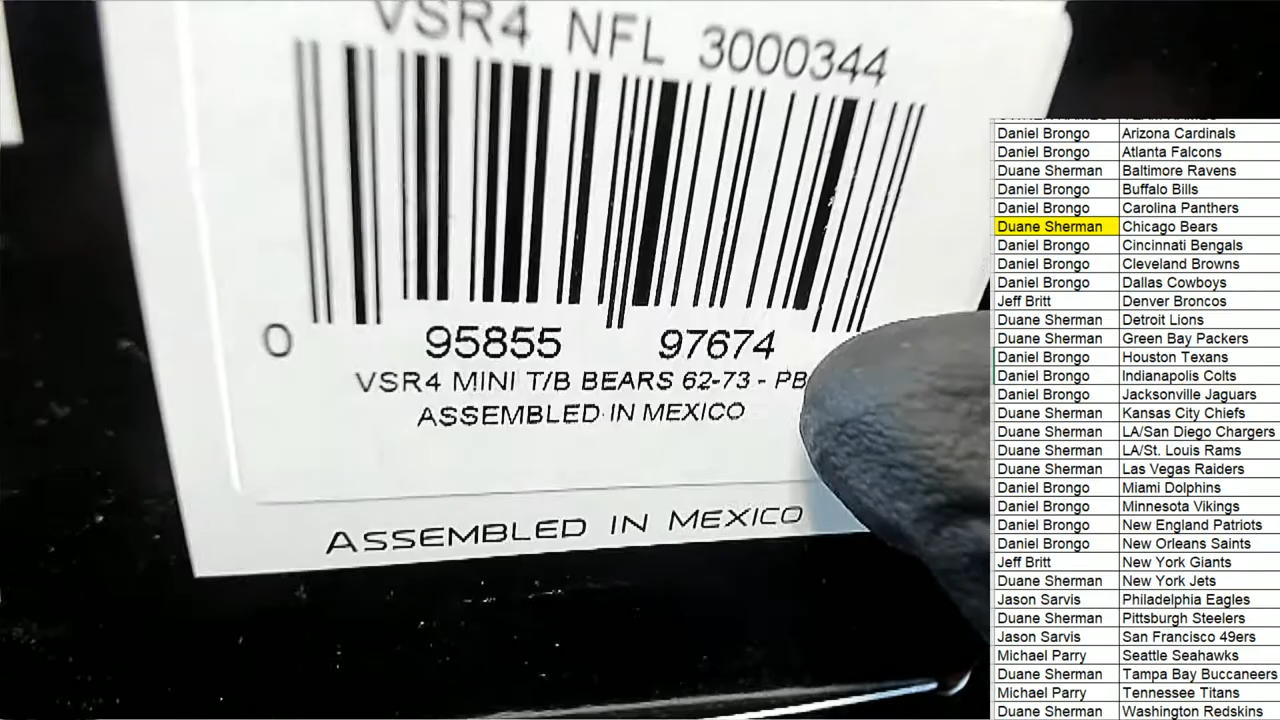 VSR4 NFL 3000344
0 95855 97674
VSR4 MINI T/B BEARS 62-73 - PB
ASSEMBLED IN MEXICO
ASSEMBLED IN MEXICO
Daniel Brongo Arizona Cardinals
Daniel Brongo Atlanta Falcons
Duane Sherman Baltimore Ravens
Daniel Brongo Buffalo Bills
Daniel Brongo Carolina Panthers
Duane Sherman Chicago Bears
Daniel Brongo Cincinnati Bengals
Daniel Brongo Cleveland Browns
Daniel Brongo Dallas Cowboys
Jeff Britt Denver Broncos
Duane Sherman Detroit Lions
Duane Sherman Green Bay Packers
Daniel Brongo Houston Texans
Daniel Brongo Indianapolis Colts
Daniel Brongo Jacksonville Jaguars
Duane Sherman Kansas City Chiefs
Duane Sherman LA/San Diego Chargers
Duane Sherman LA/St. Louis Rams
Duane Sherman Las Vegas Raiders
Daniel Brongo Miami Dolphins
Daniel Brongo Minnesota Vikings
Daniel Brongo New England Patriots
Daniel Brongo New Orleans Saints
Jeff Britt New York Giants
Duane Sherman New York Jets
Jason Sarvis Philadelphia Eagles
Duane Sherman Pittsburgh Steelers
Jason Sarvis San Francisco 49ers
Michael Parry Seattle Seahawks
Duane Sherman Tampa Bay Buccaneers
Michael Parry Tennessee Titans
Duane Sherman Washington Redskins